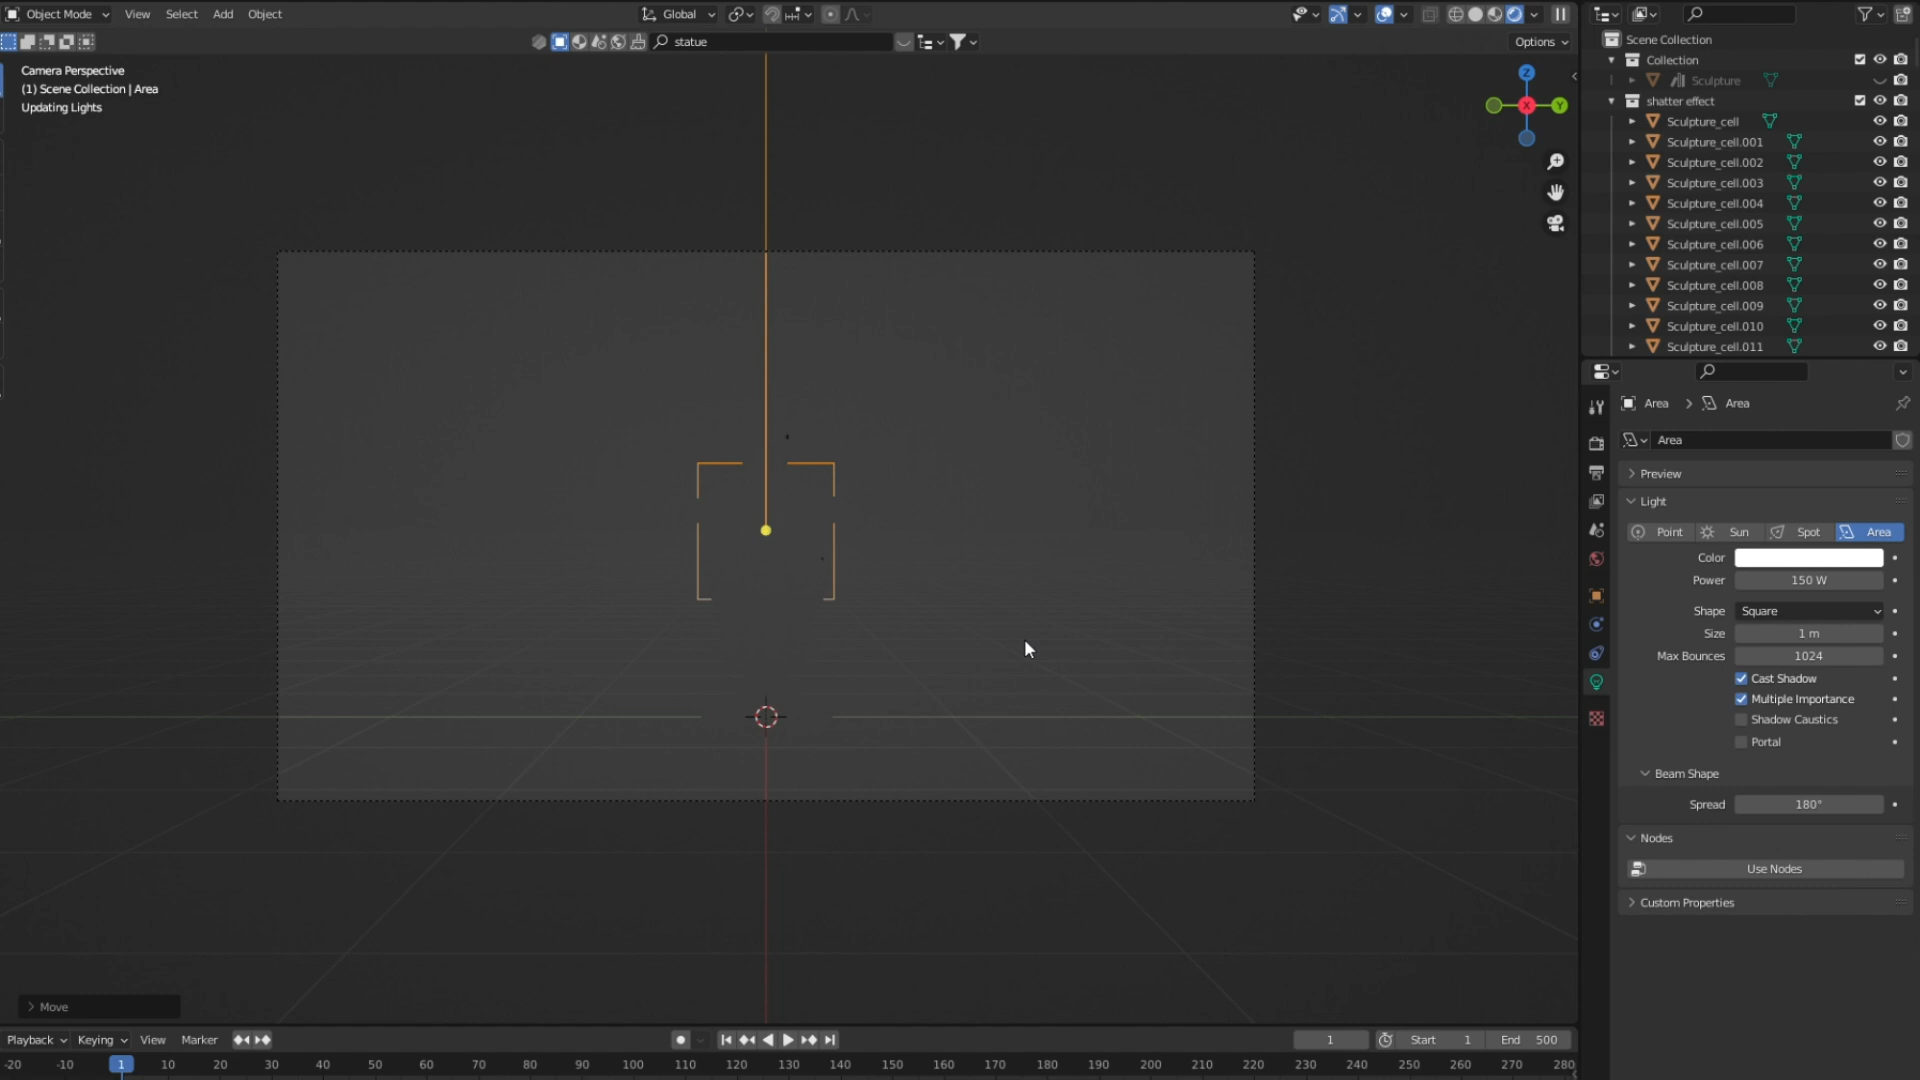 Object Mode View Select Add Object Global
statue Options
Camera Perspective
(1) Scene Collection | Area
Updating Lights
Z
X
Y
Scene Collection
Collection
Sculpture
shatter effect
Sculpture_cell
Sculpture_cell.001
Sculpture_cell.002
Sculpture_cell.003
Sculpture_cell.004
Sculpture_cell.005
Sculpture_cell.006
Sculpture_cell.007
Sculpture_cell.008
Sculpture_cell.009
Sculpture_cell.010
Sculpture_cell.011
Area > Area
Area
Preview
Light
Point Sun Spot Area
Color
Power 150 W
Shape Square
Size 1 m
Max Bounces 1024
Cast Shadow
Multiple Importance
Shadow Caustics
Portal
Beam Shape
Spread 180°
Nodes
Use Nodes
Custom Properties
Move
Playback Keying View Marker 1 Start 1 End 500
-20 -10 1 10 20 30 40 50 60 70 80 90 100 110 120 130 140 150 160 170 180 190 200 210 220 230 240 250 260 270 280